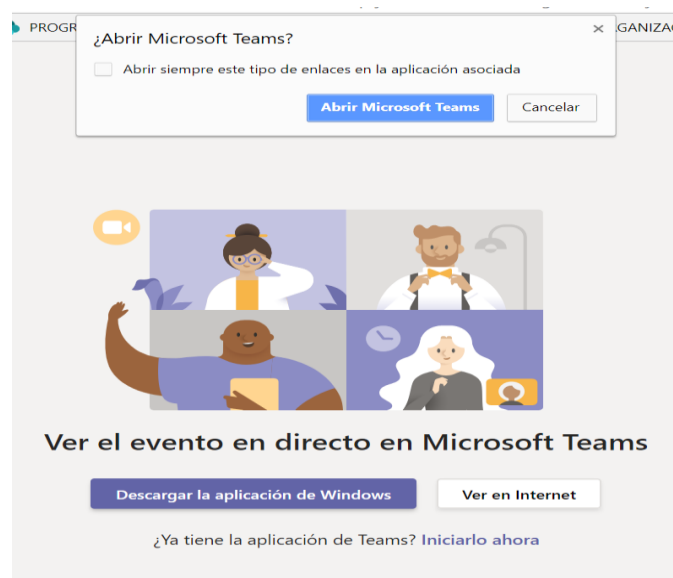 PROGR
¿Abrir Microsoft Teams?
GANIZA
Abrir siempre este tipo de enlaces en la aplicación asociada
Abrir Microsoft Teams
Cancelar
Ver el evento en directo en Microsoft Teams
Descargar la aplicación de Windows
Ver en Internet
¿Ya tiene la aplicación de Teams? Iniciarlo ahora